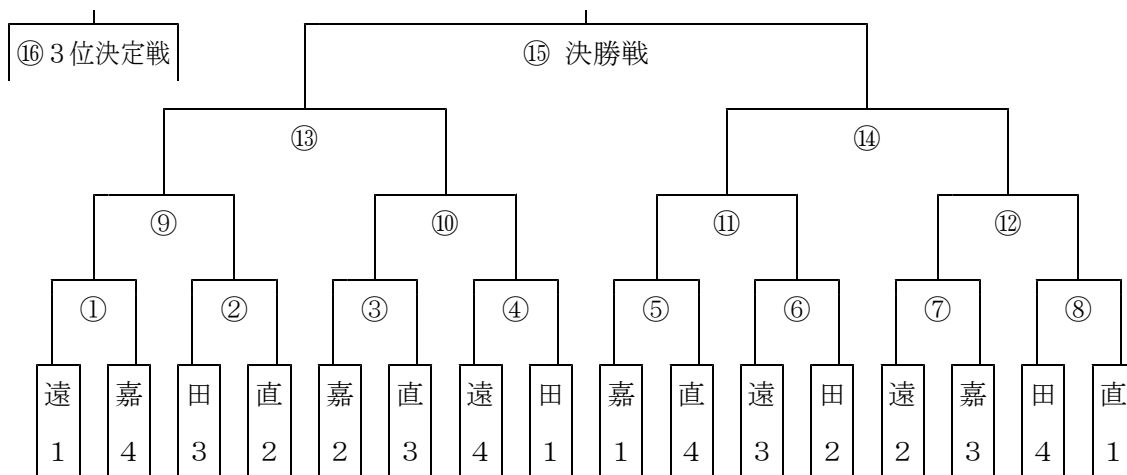 ⑯３位決定戦 ⑮ 決勝戦
⑬ ⑭
⑨ ⑩ ⑪ ⑫
① ② ③ ④ ⑤ ⑥ ⑦ ⑧
遠 嘉 田 直 嘉 直 遠 田 嘉 直 遠 田 遠 嘉 田 直
１ ４ ３ ２ ２ ３ ４ １ １ ４ ３ ２ ２ ３ ４ １